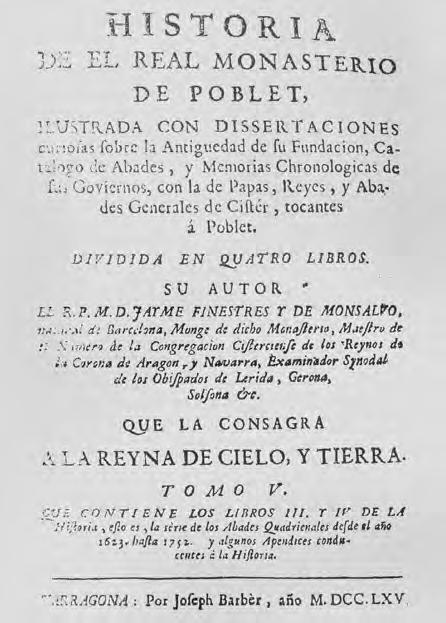 HISTORIA
DE EL REAL MONASTERIO
DE POBLET,
ILUSTRADA CON DISSERTACIONES
curiosas sobre la Antiguedad de su Fundacion, Ca-
talogo de Abades, y Memorias Chronologicas de
sus Goviernos, con la de Papas, Reyes, y Aba-
des Generales de Cistér, tocantes
á Poblet.
DIVIDIDA EN QUATRO LIBROS.
SU AUTOR
EL R.P.M.D. JAYME FINESTRES Y DE MONSALVO,
natural de Barcelona, Monge de dicho Monasterio, Maestro de
el Numero de la Congregacion Cisterciense de los Reynos de
la Corona de Aragon, y Navarra, Examinador Synodal
de los Obispados de Lerida, Gerona,
Solsona &c.
QUE LA CONSAGRA
A LA REYNA DE CIELO, Y TIERRA.
TOMO V.
QUE CONTIENE LOS LIBROS III. Y IV DE LA
Historia, esto es, la série de los Abades Quadrienales desde el año
1623. hasta 1752. y algunos Apendices condu-
centes á la Historia.
TARRAGONA: Por Joseph Barbèr, año M.DCC.LXV